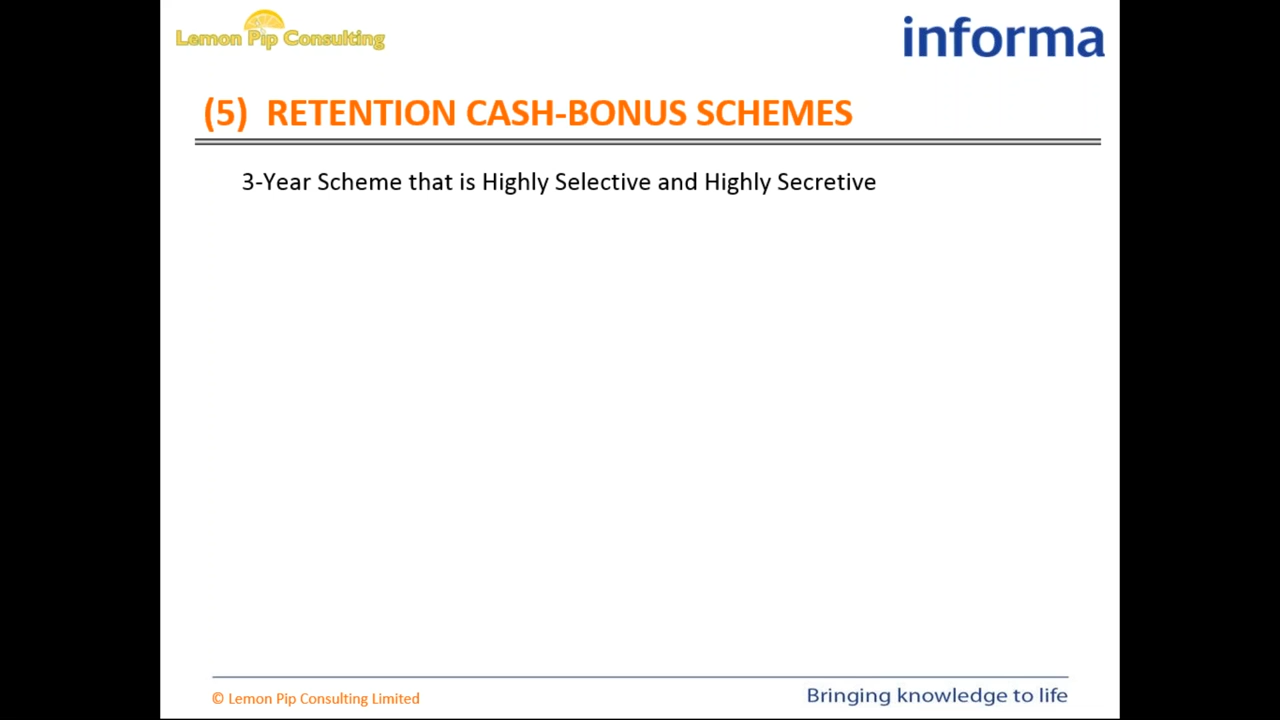 Lemon Pip Consulting
informa
(5) RETENTION CASH-BONUS SCHEMES
3-Year Scheme that is Highly Selective and Highly Secretive
© Lemon Pip Consulting Limited
Bringing knowledge to life